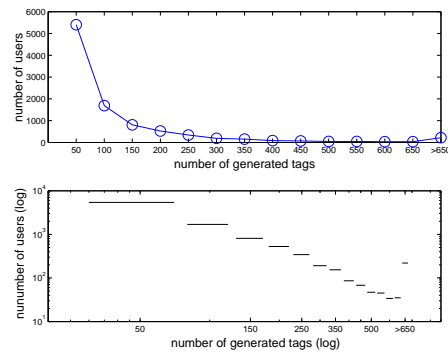 6000
5000
4000
3000
2000
1000
0
number of users
50 100 150 200 250 300 350 400 450 500 550 600 650 >650
number of generated tags
10^4
10^3
10^2
10^1
nunumber of users (log)
50 150 250 350 500 >650
number of generated tags (log)